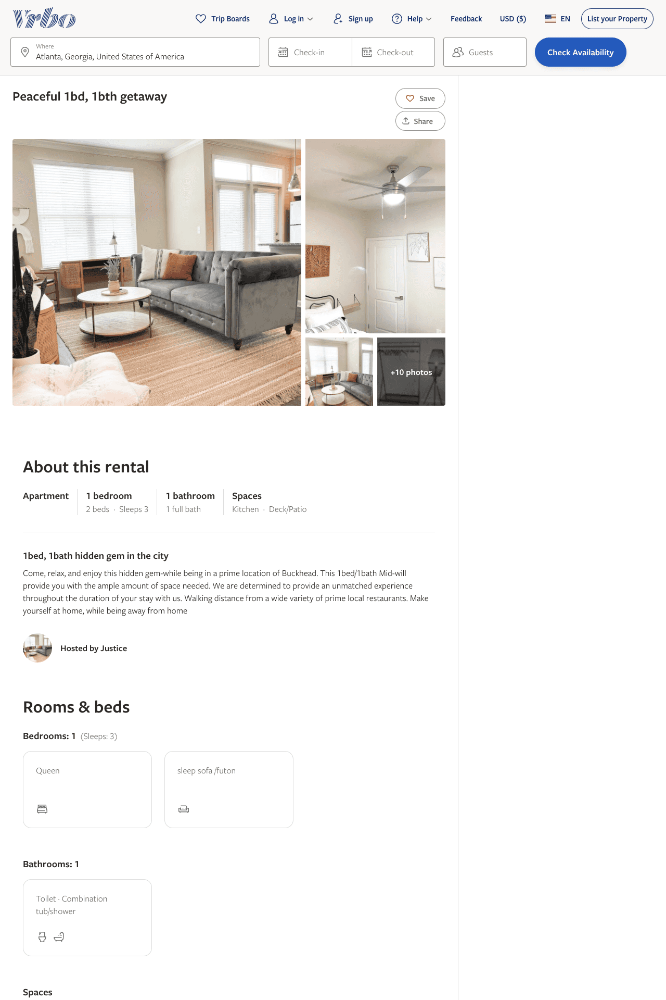 Vrbo
Trip Boards
Log in
Sign up
Help
Feedback
USD ($)
EN
List your Property
Where
Atlanta, Georgia, United States of America
Check-in
Check-out
Guests
Check Availability
Peaceful 1bd, 1bth getaway
Save
Share
+10 photos
About this rental
Apartment
1 bedroom
2 beds · Sleeps 3
1 bathroom
1 full bath
Spaces
Kitchen · Deck/Patio
1bed, 1bath hidden gem in the city
Come, relax, and enjoy this hidden gem-while being in a prime location of Buckhead. This 1bed/1bath Mid-will
provide you with the ample amount of space needed. We are determined to provide an unmatched experience
throughout the duration of your stay with us. Walking distance from a wide variety of prime local restaurants. Make
yourself at home, while being away from home
Hosted by Justice
Rooms & beds
Bedrooms: 1 (Sleeps: 3)
Queen
sleep sofa /futon
Bathrooms: 1
Toilet · Combination
tub/shower
Spaces